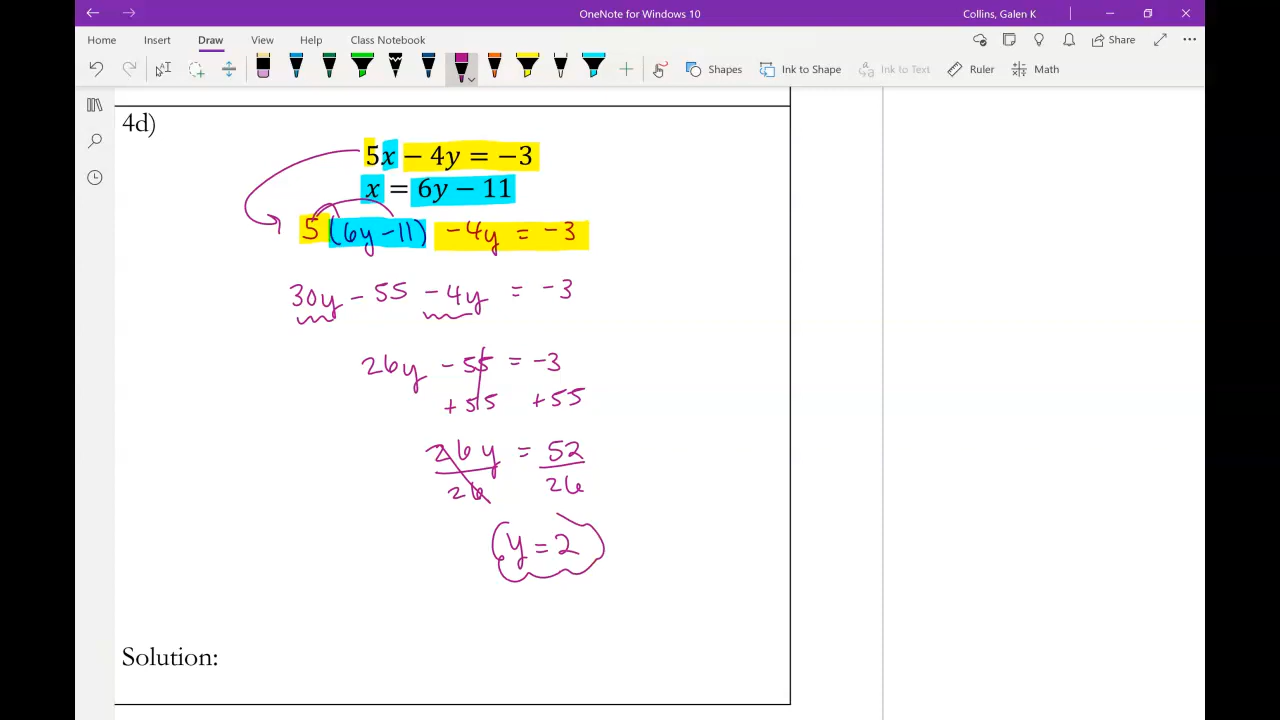 OneNote for Windows 10
Collins, Galen K
Home Insert Draw View Help Class Notebook
Share
Shapes Ink to Shape Ink to Text Ruler Math
4d)
5x − 4y = −3
x = 6y − 11
5 (6y − 11) − 4y = −3
30y − 55 − 4y = −3
26y − 55 = −3
+55 +55
26y = 52
26 26
y = 2
Solution: